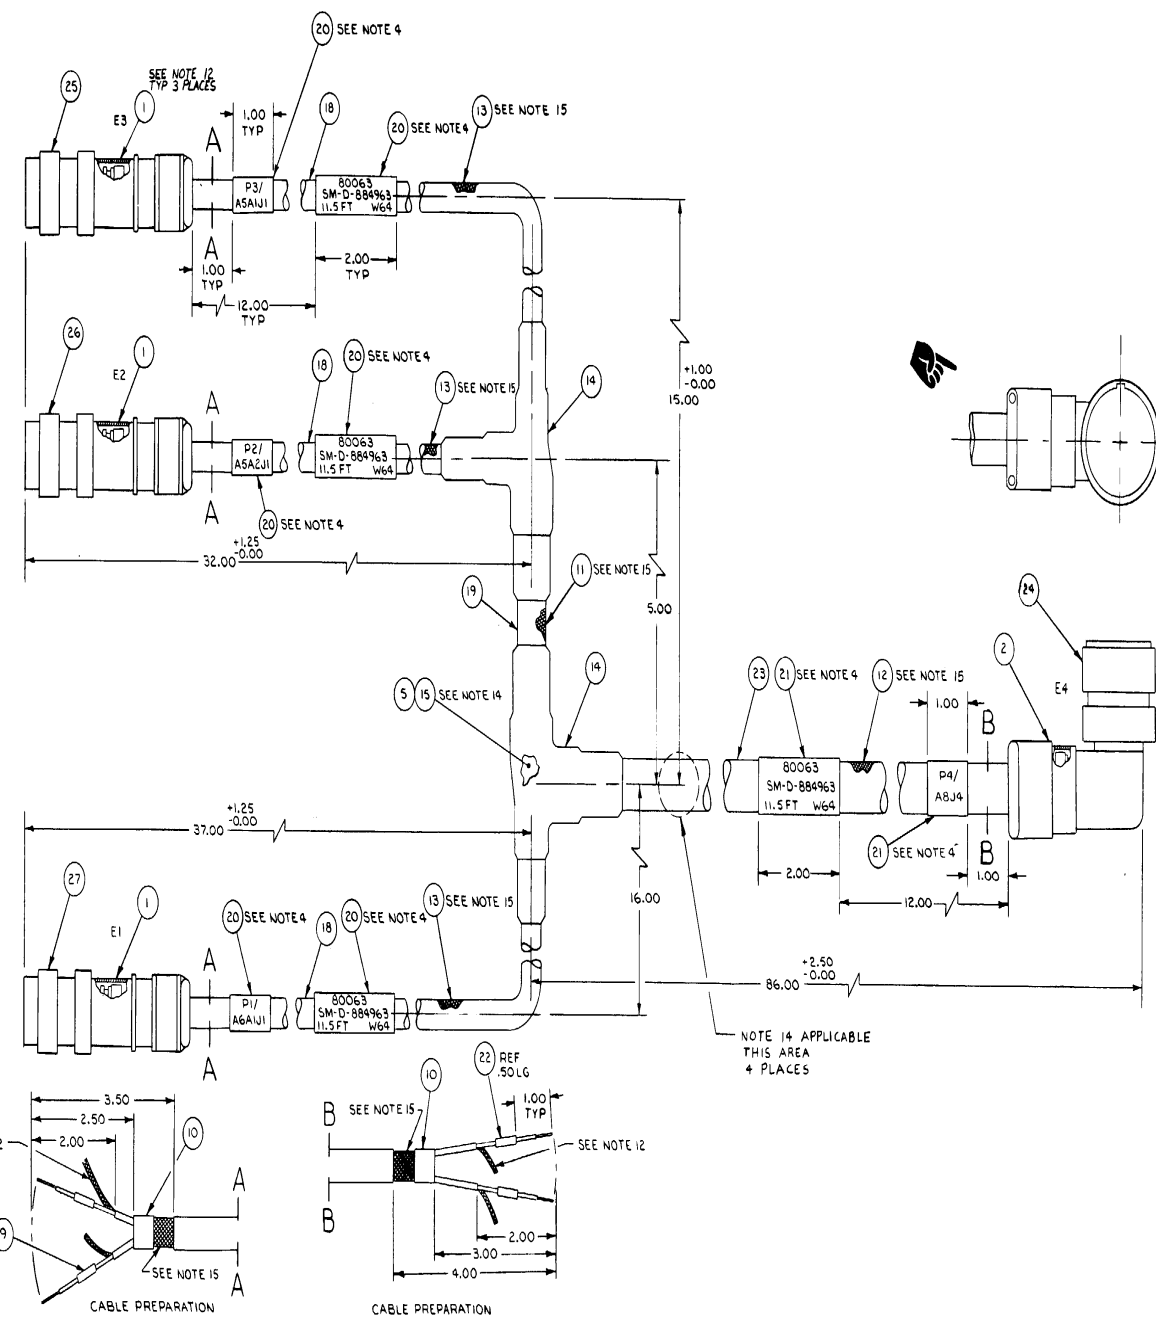 20 SEE NOTE 4
25
SEE NOTE 12
TYP 3 PLACES
E3
1
A
1.00
TYP
18
20 SEE NOTE 4
13 SEE NOTE 15
P3/
A5A1J1
80063
SM-D-884963
11.5 FT W64
A
1.00
TYP
2.00
TYP
12.00
TYP
26
E2
1
A
18
20 SEE NOTE 4
13 SEE NOTE 15
14
+1.00
-0.00
15.00
P2/
A5A2J1
80063
SM-D-884963
11.5 FT W64
A
20 SEE NOTE 4
+1.25
-0.00
32.00
19
11 SEE NOTE 15
5.00
24
5 15 SEE NOTE 14
14
23
21 SEE NOTE 4
12 SEE NOTE 15
2
E4
1.00
B
80063
SM-D-884963
11.5 FT W64
P4/
A8J4
+1.25
-0.00
37.00
21 SEE NOTE 4
B
2.00
1.00
16.00
12.00
27
E1
1
A
20 SEE NOTE 4
18
20 SEE NOTE 4
13 SEE NOTE 15
P1/
A6A1J1
80063
SM-D-884963
11.5 FT W64
A
+2.50
-0.00
86.00
NOTE 14 APPLICABLE
THIS AREA
4 PLACES
3.50
2.50
2.00
10
A
2
9
SEE NOTE 15
A
CABLE PREPARATION
B
SEE NOTE 15
10
22 REF
.50 LG
1.00
TYP
SEE NOTE 12
B
2.00
3.00
4.00
CABLE PREPARATION